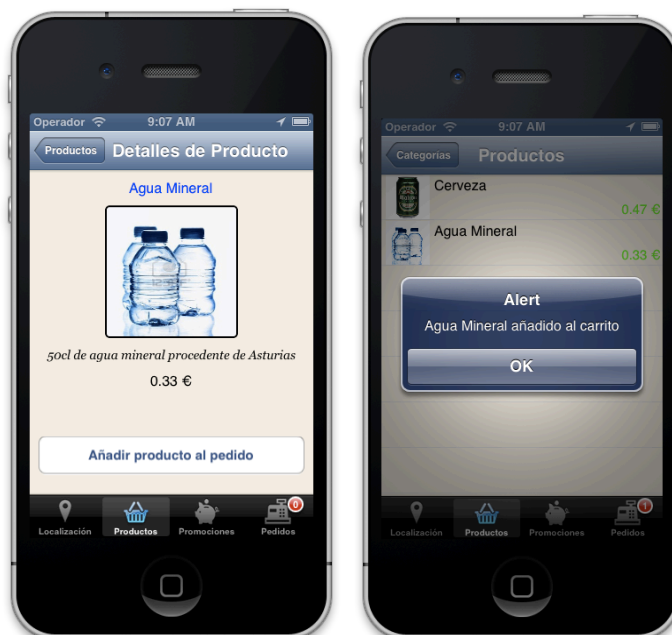 Operador 9:07 AM
Productos Detalles de Producto
Agua Mineral
50cl de agua mineral procedente de Asturias
0.33 €
Añadir producto al pedido
0
Localización Productos Promociones Pedidos
Operador 9:07 AM
Categorías Productos
Cerveza
0.47 €
Agua Mineral
0.33 €
Alert
Agua Mineral añadido al carrito
OK
1
Localización Productos Promociones Pedidos